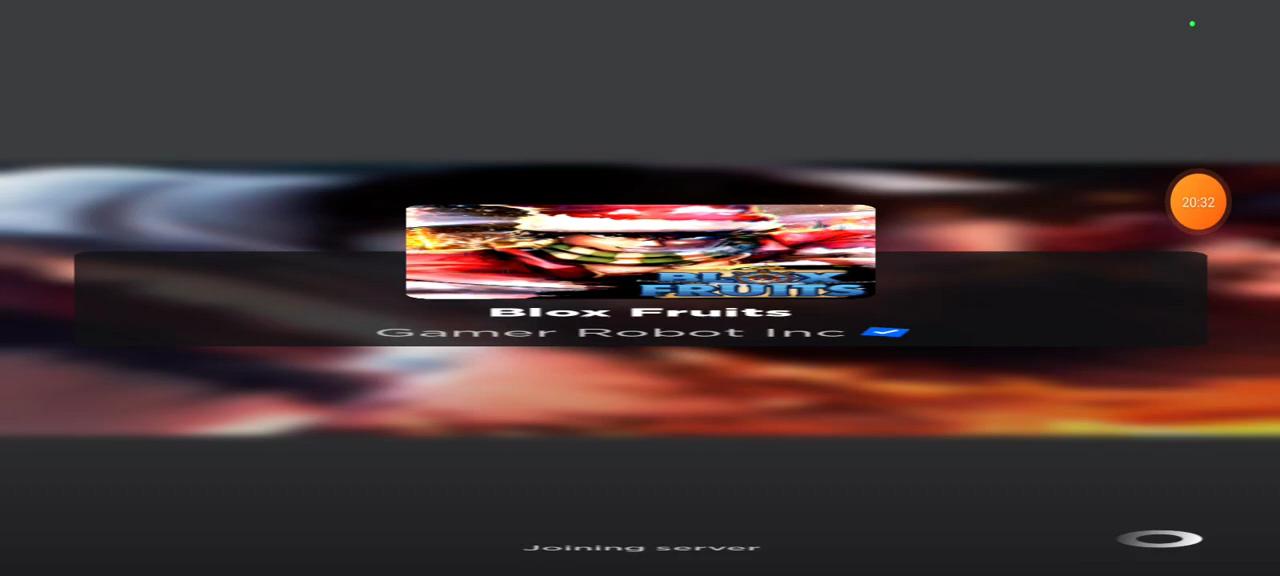 20:32
BLOX
FRUITS
Blox Fruits
Gamer Robot Inc
Joining server